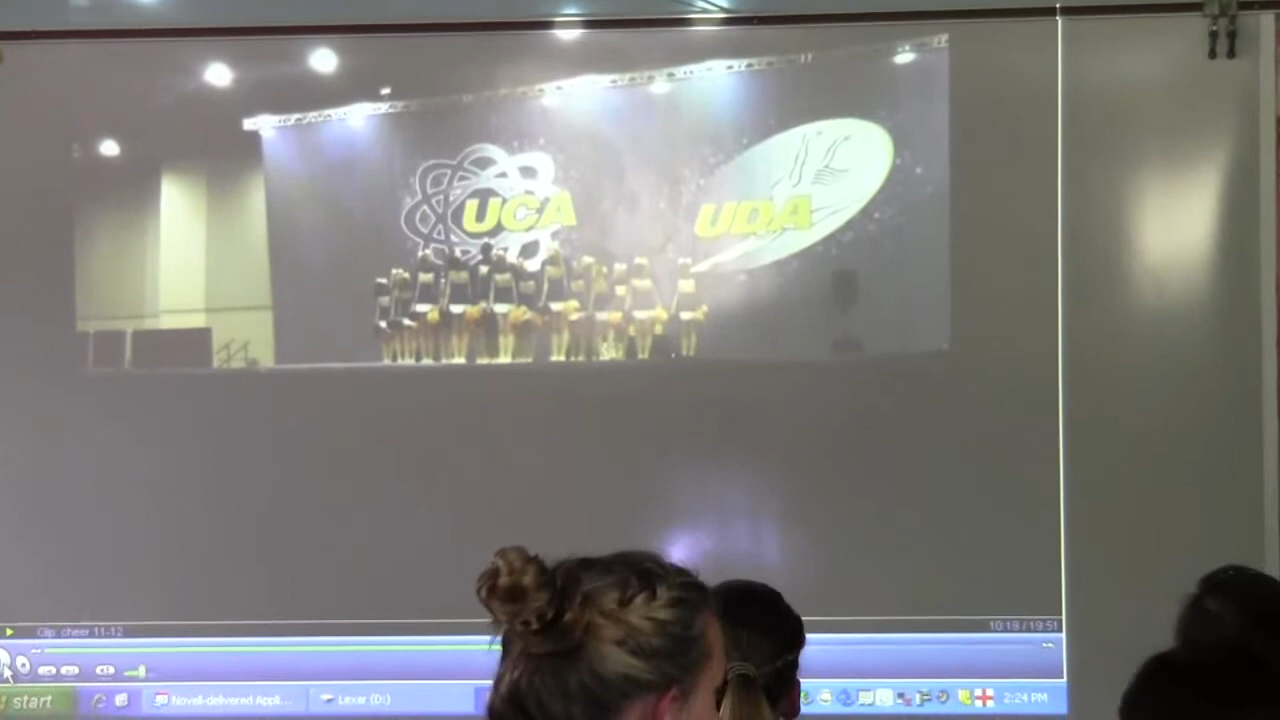 UCA
UDA
Clip: cheer 11-12
10:19 / 19:51
start
Novell-delivered Appli...
Lexar (D:)
2:24 PM